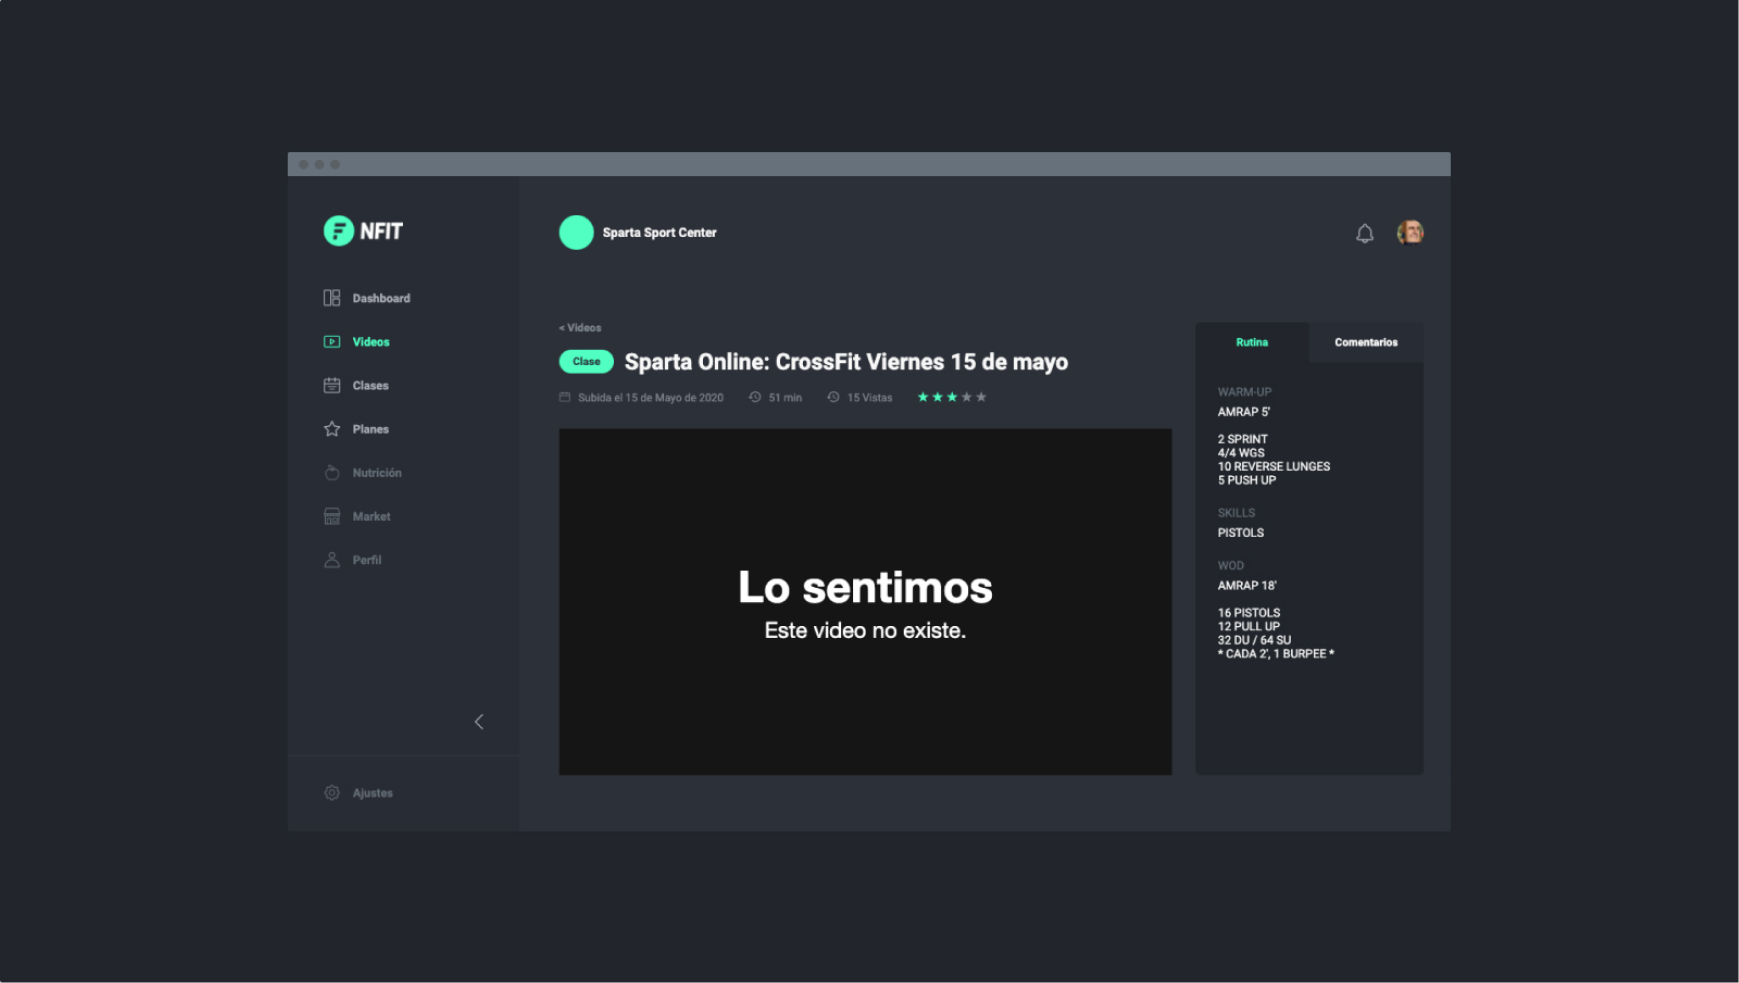 NFIT
Dashboard
Videos
Clases
Planes
Nutrición
Market
Perfil
Ajustes
Sparta Sport Center
< Videos
Clase
Sparta Online: CrossFit Viernes 15 de mayo
Subida el 15 de Mayo de 2020
51 min
15 Vistas
Lo sentimos
Este video no existe.
Rutina
Comentarios
WARM-UP
AMRAP 5'
2 SPRINT
4/4 WGS
10 REVERSE LUNGES
5 PUSH UP
SKILLS
PISTOLS
WOD
AMRAP 18'
16 PISTOLS
12 PULL UP
32 DU / 64 SU
* CADA 2', 1 BURPEE *